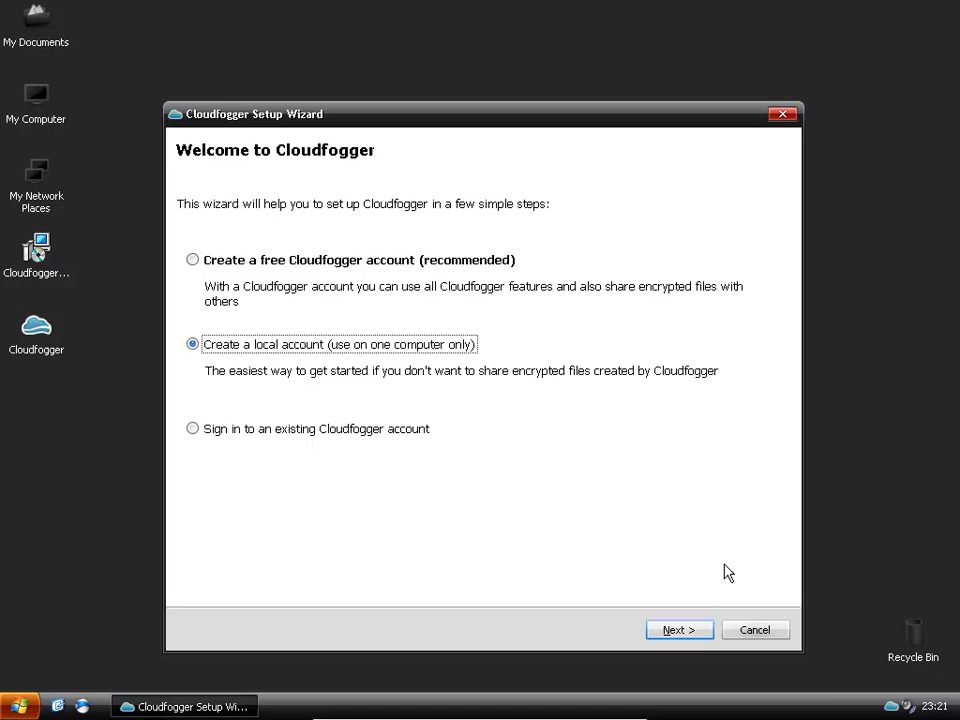 My Documents
My Computer
My Network
Places
Cloudfogger...
Cloudfogger
Cloudfogger Setup Wizard
Welcome to Cloudfogger
This wizard will help you to set up Cloudfogger in a few simple steps:
Create a free Cloudfogger account (recommended)
With a Cloudfogger account you can use all Cloudfogger features and also share encrypted files with
others
Create a local account (use on one computer only)
The easiest way to get started if you don't want to share encrypted files created by Cloudfogger
Sign in to an existing Cloudfogger account
Next >
Cancel
Recycle Bin
Cloudfogger Setup Wi...
23:21